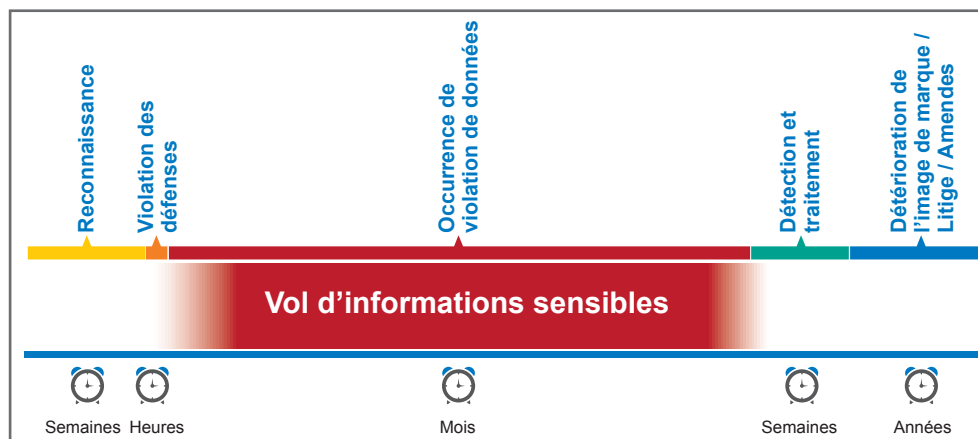 Reconnaissance
Violation des
défenses
Occurrence de
violation de données
Détection et
traitement
Détérioration de
l’image de marque /
Litige / Amendes
Vol d’informations sensibles
Semaines
Heures
Mois
Semaines
Années